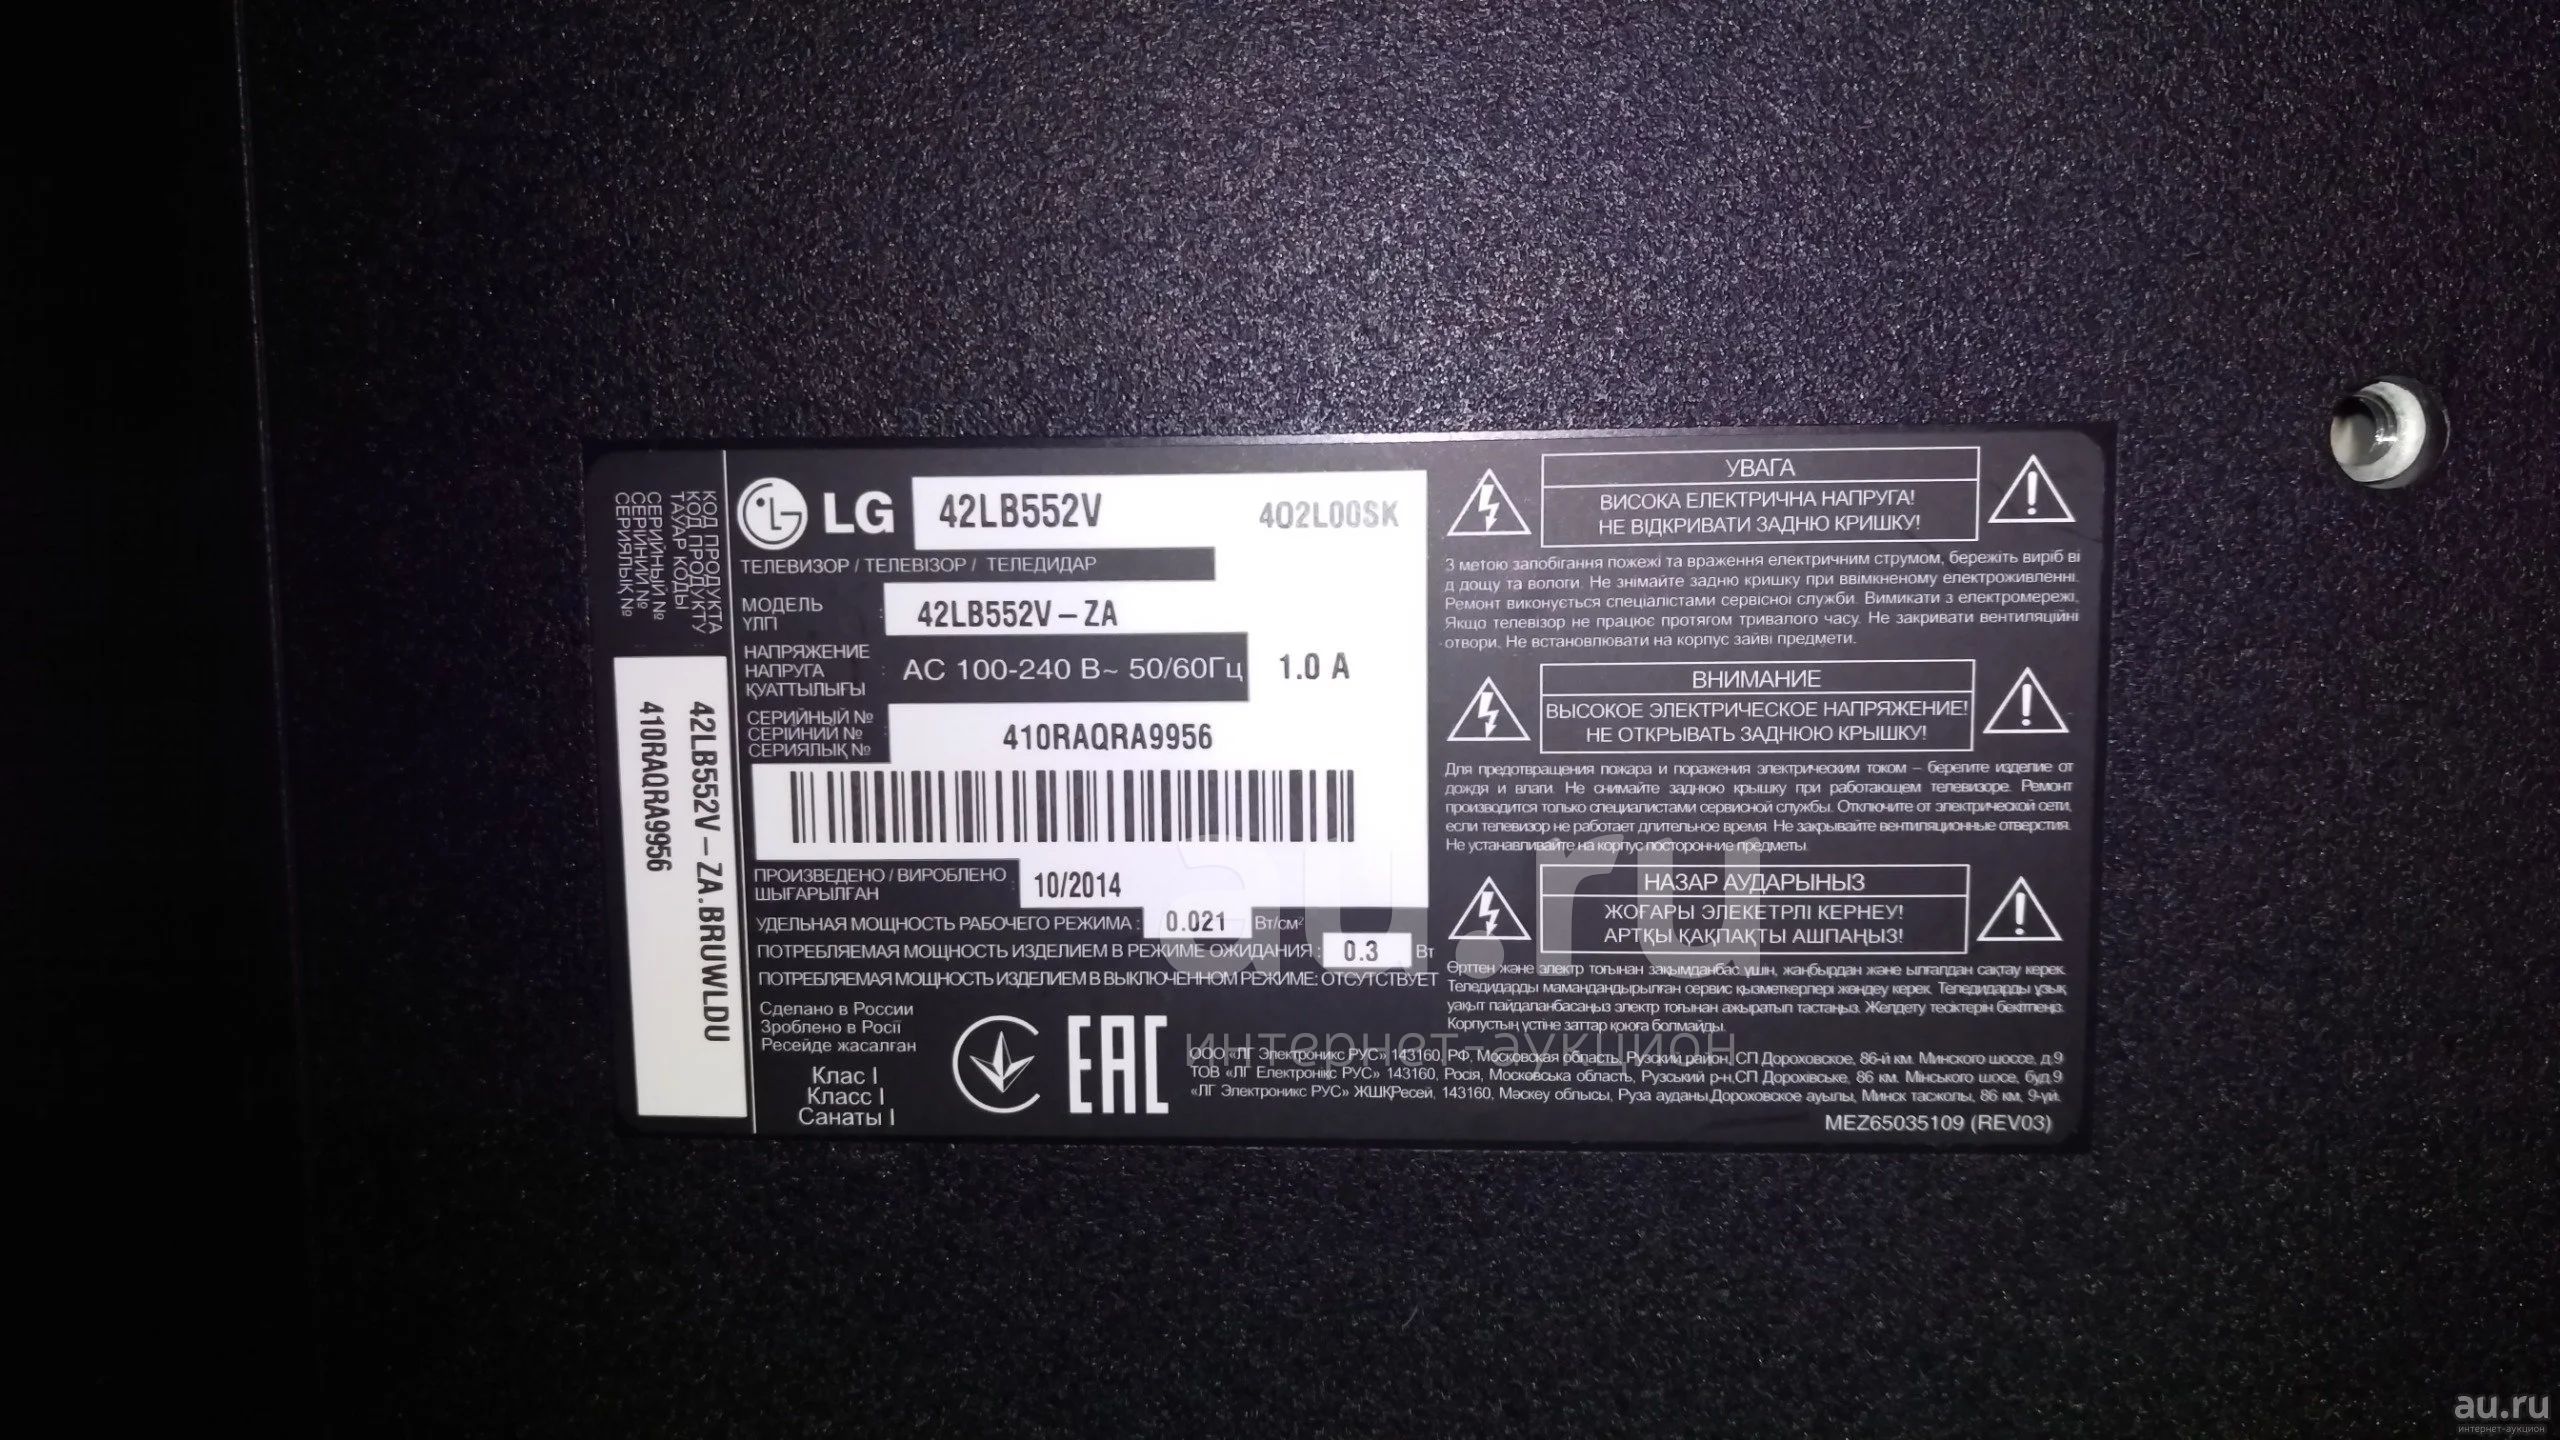 КОД ПРОДУКТА
КОД ПРОДУКТУ
ТАУАР КОДЫ
СЕРИЙНЫЙ №
СЕРІЙНИЙ №
СЕРИЯЛЫК №
42LB552V – ZA.BRUWLDU
410RAQRA9956
LG 42LB552V 402L00SK
ТЕЛЕВИЗОР / ТЕЛЕВІЗОР / ТЕЛЕДИДАР
МОДЕЛЬ
ҮЛГІ
: 42LB552V – ZA
НАПРЯЖЕНИЕ
НАПРУГА
ҚУАТТЫЛЫҒЫ
: AC 100-240 В~ 50/60Гц 1.0 A
СЕРИЙНЫЙ №
СЕРІЙНИЙ №
СЕРИЯЛЫҚ №
410RAQRA9956
ПРОИЗВЕДЕНО / ВИРОБЛЕНО
ШЫҒАРЫЛҒАН
: 10/2014
УДЕЛЬНАЯ МОЩНОСТЬ РАБОЧЕГО РЕЖИМА : 0.021 Вт/см²
ПОТРЕБЛЯЕМАЯ МОЩНОСТЬ ИЗДЕЛИЕМ В РЕЖИМЕ ОЖИДАНИЯ : 0.3 Вт
ПОТРЕБЛЯЕМАЯ МОЩНОСТЬ ИЗДЕЛИЕМ В ВЫКЛЮЧЕННОМ РЕЖИМЕ: ОТСУТСТВУЕТ
Сделано в России
Зроблено в Росії
Ресейде жасалған
Клас I
Класс I
Санаты I
EAC
УВАГА
ВИСОКА ЕЛЕКТРИЧНА НАПРУГА!
НЕ ВІДКРИВАТИ ЗАДНЮ КРИШКУ!
З метою запобігання пожежі та враження електричним струмом, бережіть виріб ві
д дощу та вологи. Не знімайте задню кришку при ввімкненому електроживленні.
Ремонт виконується спеціалістами сервісної служби. Вимикати з електромережі,
Якщо телевізор не працює протягом тривалого часу. Не закривати вентиляційні
отвори. Не встановлювати на корпус зайві предмети.
ВНИМАНИЕ
ВЫСОКОЕ ЭЛЕКТРИЧЕСКОЕ НАПРЯЖЕНИЕ!
НЕ ОТКРЫВАТЬ ЗАДНЮЮ КРЫШКУ!
Для предотвращения пожара и поражения электрическим током – берегите изделие от
дождя и влаги. Не снимайте заднюю крышку при работающем телевизоре. Ремонт
производится только специалистами сервисной службы. Отключите от электрической сети,
если телевизор не работает длительное время. Не закрывайте вентиляционные отверстия.
Не устанавливайте на корпус посторонние предметы.
НАЗАР АУДАРЫНЫЗ
ЖОҒАРЫ ЭЛЕКЕТРЛІ КЕРНЕУ!
АРТҚЫ ҚАҚПАҚТЫ АШПАҢЫЗ!
Өрттен және электр тоғынан зақымданбас үшін, жаңбырдан және ылғалдан сақтау керек.
Теледидарды мамандандырылған сервис қызметкерлері жөндеу керек. Теледидарды ұзық
уақыт пайдаланбасаңыз электр тоғынан ажыратып тастаңыз. Желдету тесіктерін бекітпеңіз.
Корпустың үстіне заттар қоюға болмайды.
ООО «ЛГ Электроникс РУС» 143160, РФ, Московская область, Рузский район, СП Дороховское, 86-й км. Минского шоссе, д.9
ТОВ «ЛГ Електронікс РУС» 143160, Росія, Московська область, Рузський р-н,СП Дорохівське, 86 км. Мінського шосе, буд.9
«ЛГ Электроникс РУС» ЖШҚРесей, 143160, Мәскеу облысы, Руза ауданы,Дороховское ауылы, Минск тасжолы, 86 км, 9-үй.
MEZ65035109 (REV03)
au.ru
интернет-аукцион
au.ru
интернет-аукцион